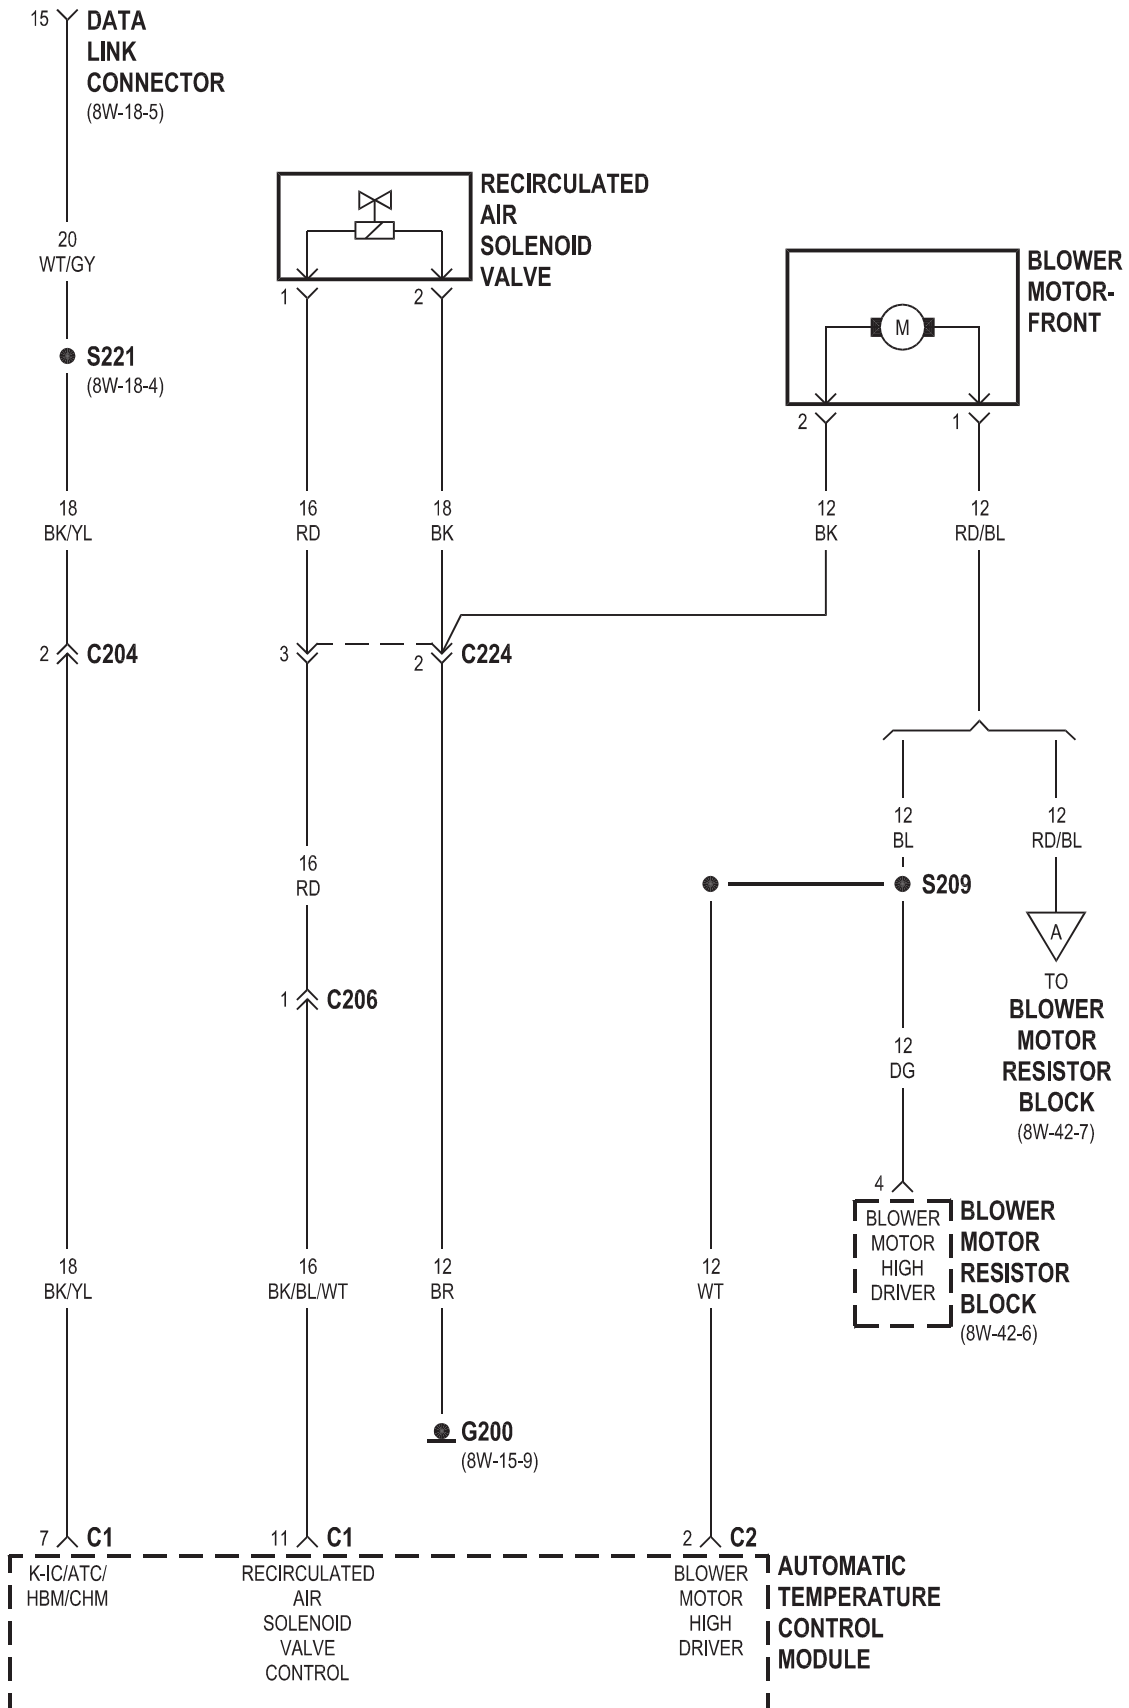 15
DATA
LINK
CONNECTOR
(8W-18-5)
20
WT/GY
S221
(8W-18-4)
18
BK/YL
2
C204
18
BK/YL
7
C1
K-IC/ATC/
HBM/CHM
RECIRCULATED
AIR
SOLENOID
VALVE
1
2
16
RD
18
BK
3
2
C224
16
RD
1
C206
16
BK/BL/WT
12
BR
G200
(8W-15-9)
11
C1
RECIRCULATED
AIR
SOLENOID
VALVE
CONTROL
BLOWER
MOTOR-
FRONT
M
2
1
12
BK
12
RD/BL
12
BL
12
RD/BL
S209
A
TO
BLOWER
MOTOR
RESISTOR
BLOCK
(8W-42-7)
12
DG
4
BLOWER
MOTOR
HIGH
DRIVER
BLOWER
MOTOR
RESISTOR
BLOCK
(8W-42-6)
12
WT
2
C2
BLOWER
MOTOR
HIGH
DRIVER
AUTOMATIC
TEMPERATURE
CONTROL
MODULE